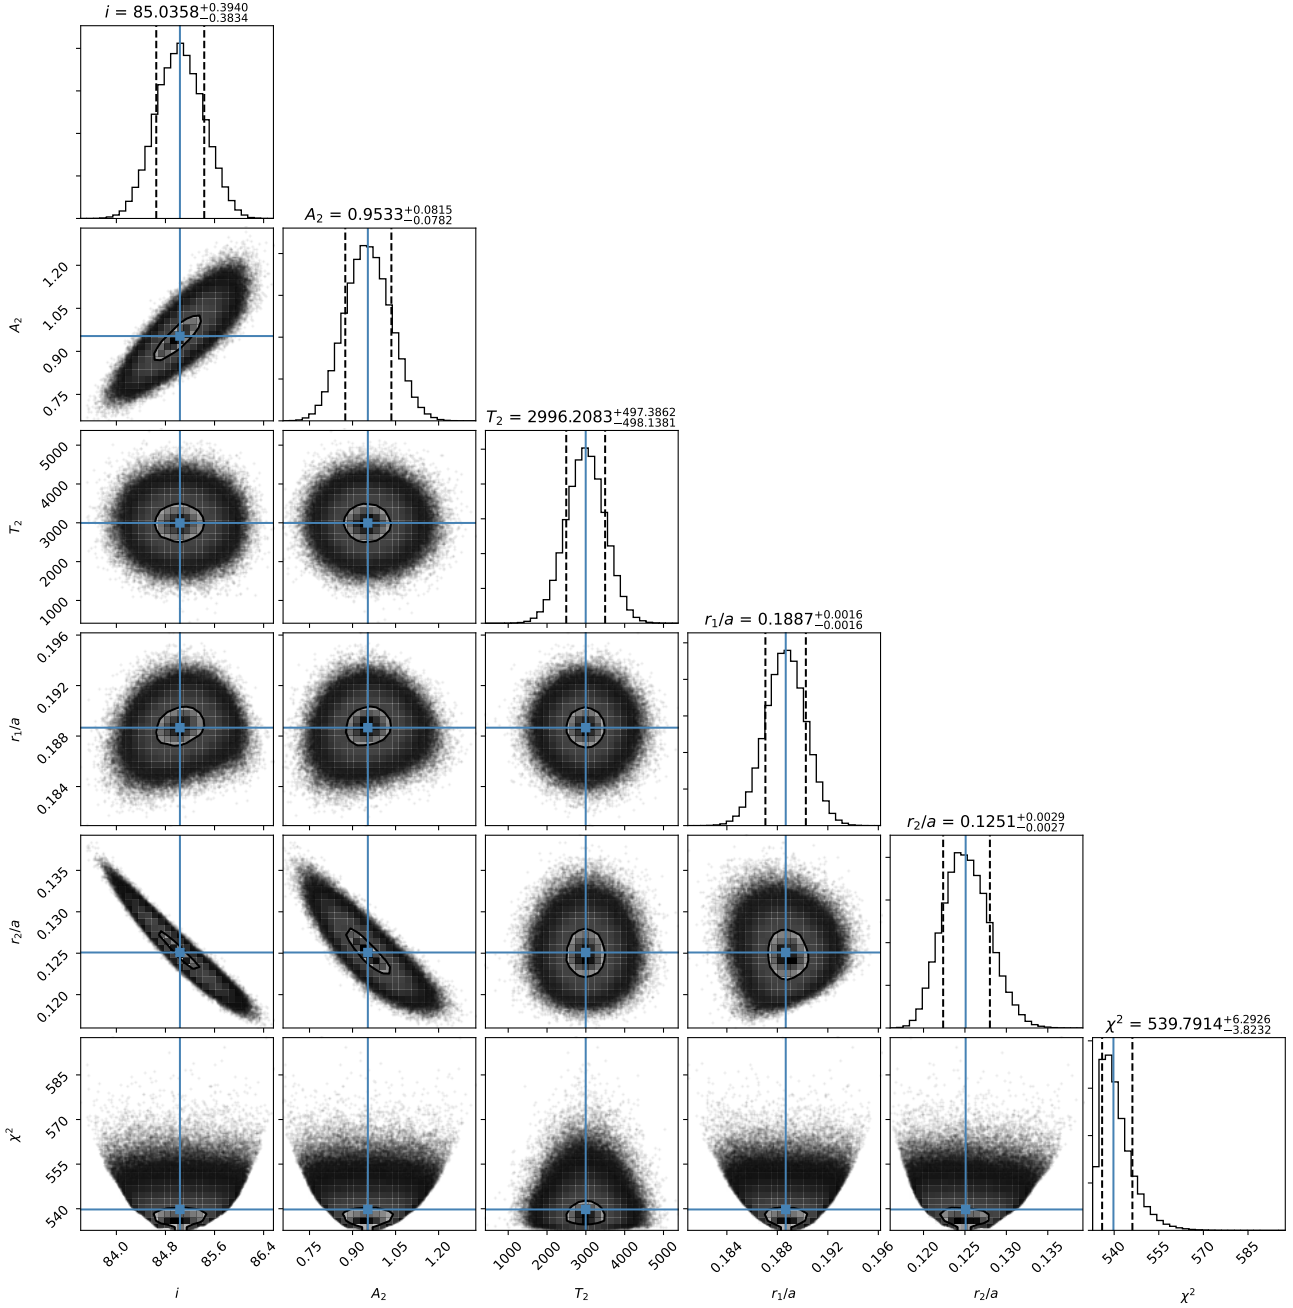 i = 85.0358+0.3940−0.3834
A2 = 0.9533+0.0815−0.0782
A2
1.20
1.05
0.90
0.75
T2 = 2996.2083+497.3862−498.1381
T2
5000
4000
3000
2000
1000
r1/a = 0.1887+0.0016−0.0016
r1/a
0.196
0.192
0.188
0.184
r2/a = 0.1251+0.0029−0.0027
r2/a
0.135
0.130
0.125
0.120
χ2 = 539.7914+6.2926−3.8232
χ2
585
570
555
540
84.0 84.8 85.6 86.4 0.75 0.90 1.05 1.20 1000 2000 3000 4000 5000 0.184 0.188 0.192 0.196 0.120 0.125 0.130 0.135 540 555 570 585
i A2 T2 r1/a r2/a χ2